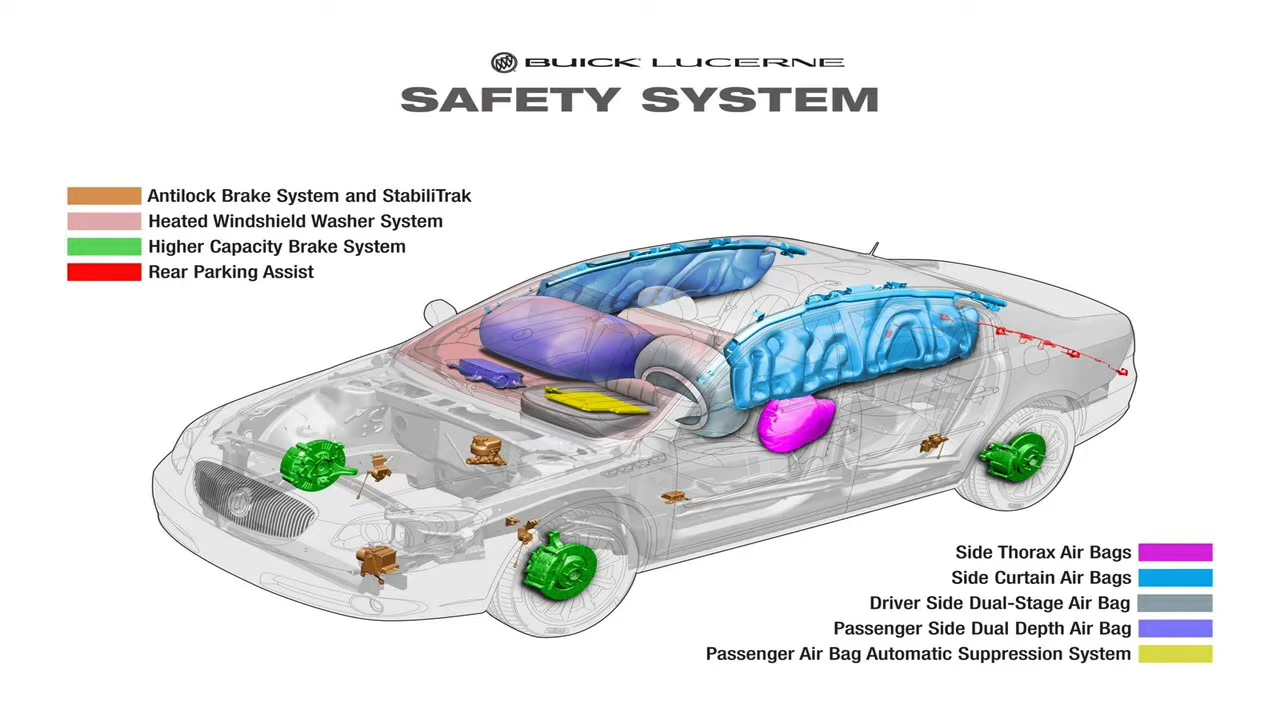 BUICK LUCERNE
SAFETY SYSTEM
Antilock Brake System and StabiliTrak
Heated Windshield Washer System
Higher Capacity Brake System
Rear Parking Assist
Side Thorax Air Bags
Side Curtain Air Bags
Driver Side Dual-Stage Air Bag
Passenger Side Dual Depth Air Bag
Passenger Air Bag Automatic Suppression System